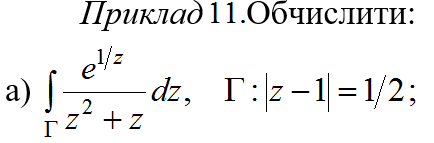 Приклад 11.Обчислити:
а) ∫_Γ e^{1/z}/(z^2 + z) dz, Γ:|z−1|=1/2;